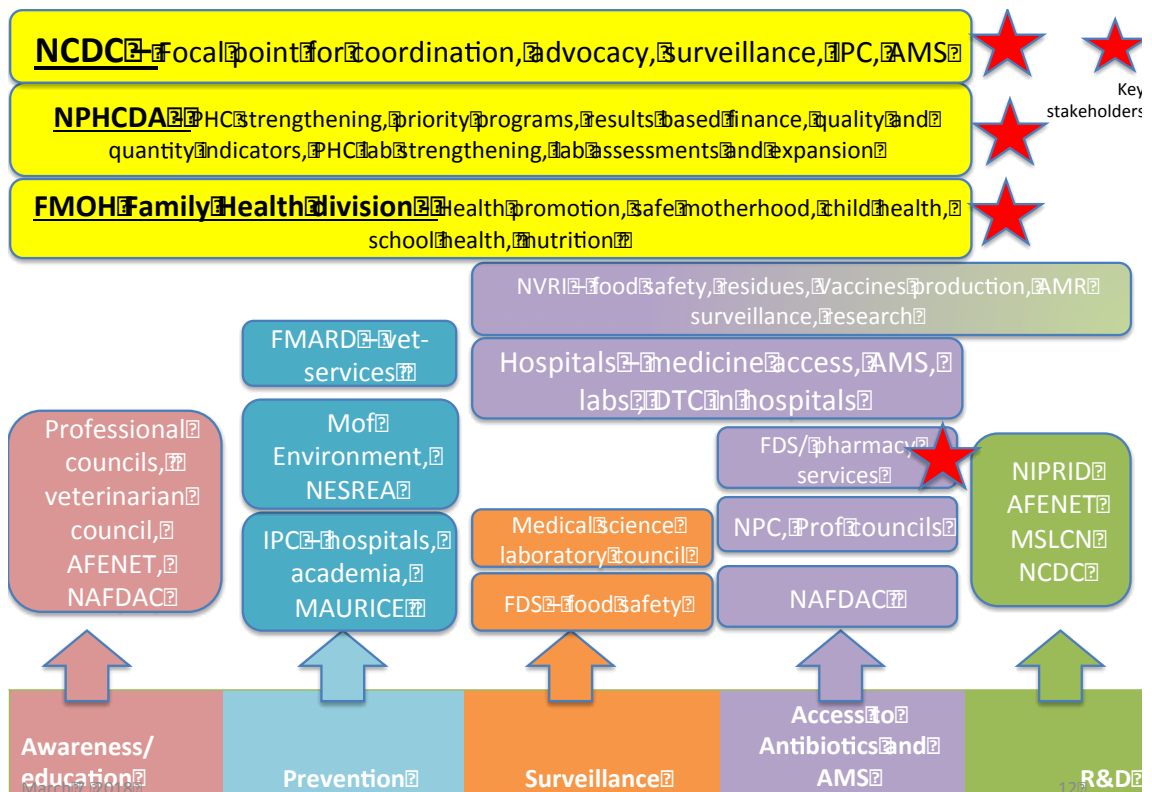 NCDC – Focal point for coordination, advocacy, surveillance, IPC, AMS
Key
stakeholders
NPHCDA – PHC strengthening, priority programs, results based finance, quality and
quantity indicators, PHC lab strengthening, lab assessments and expansion
FMOH Family Health division – Health promotion, safe motherhood, child health,
school health, nutrition
NVRI – food safety, residues, Vaccines production, AMR
surveillance, research
FMARD – vet-
services
Hospitals – medicine access, AMS,
labs, DTC in hospitals
Professional
councils,
veterinarian
council,
AFENET,
NAFDAC
Mof
Environment,
NESREA
IPC – hospitals,
academia,
MAURICE
Medical science
laboratory council
FDS – food safety
FDS/ pharmacy
services
NPC, Prof councils
NAFDAC
NIPRID
AFENET
MSLCN
NCDC
Awareness/
education
Prevention
Surveillance
Access to
Antibiotics and
AMS
R&D
March 2018
12